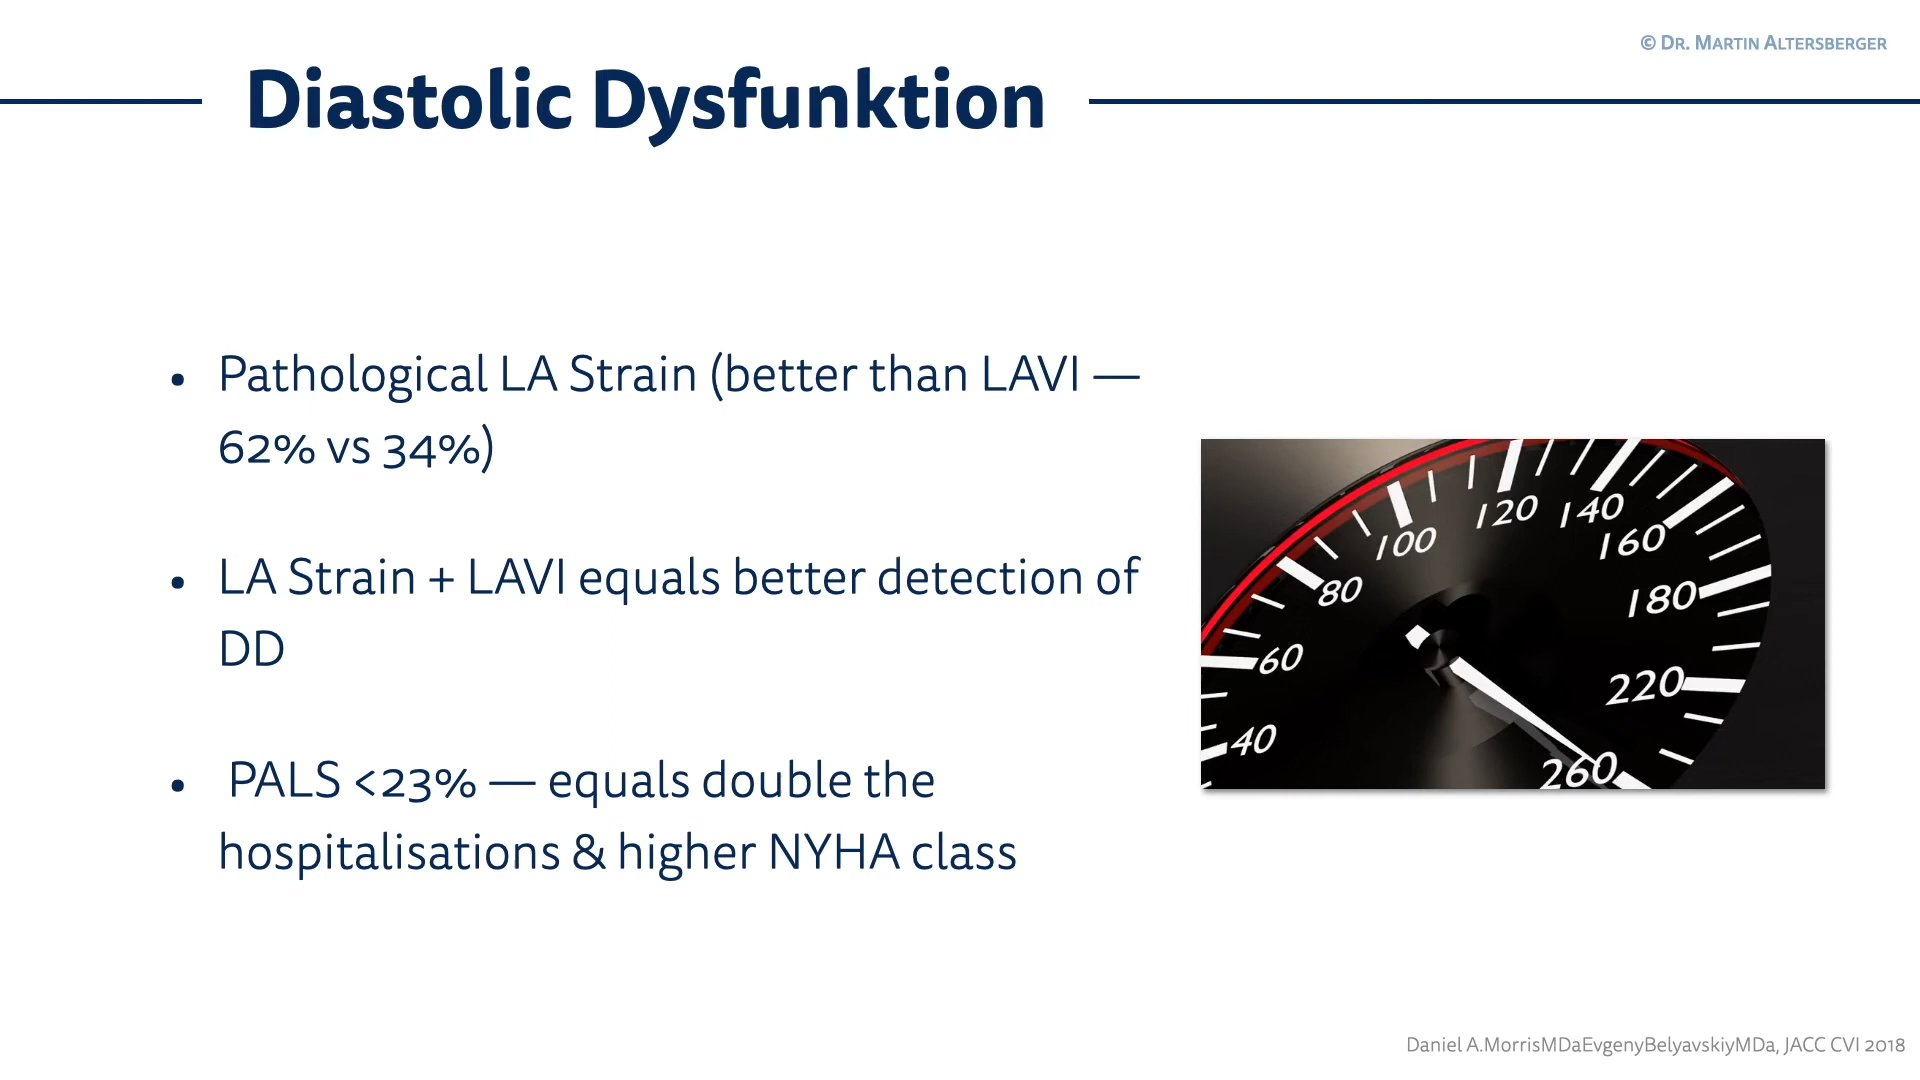 © Dr. Martin Altersberger
Diastolic Dysfunktion
• Pathological LA Strain (better than LAVI —
62% vs 34%)
• LA Strain + LAVI equals better detection of
DD
• PALS <23% — equals double the
hospitalisations & higher NYHA class
120
140
100
160
80
180
60
220
40
260
Daniel A.MorrisMDaEvgenyBelyavskiyMDa, JACC CVI 2018